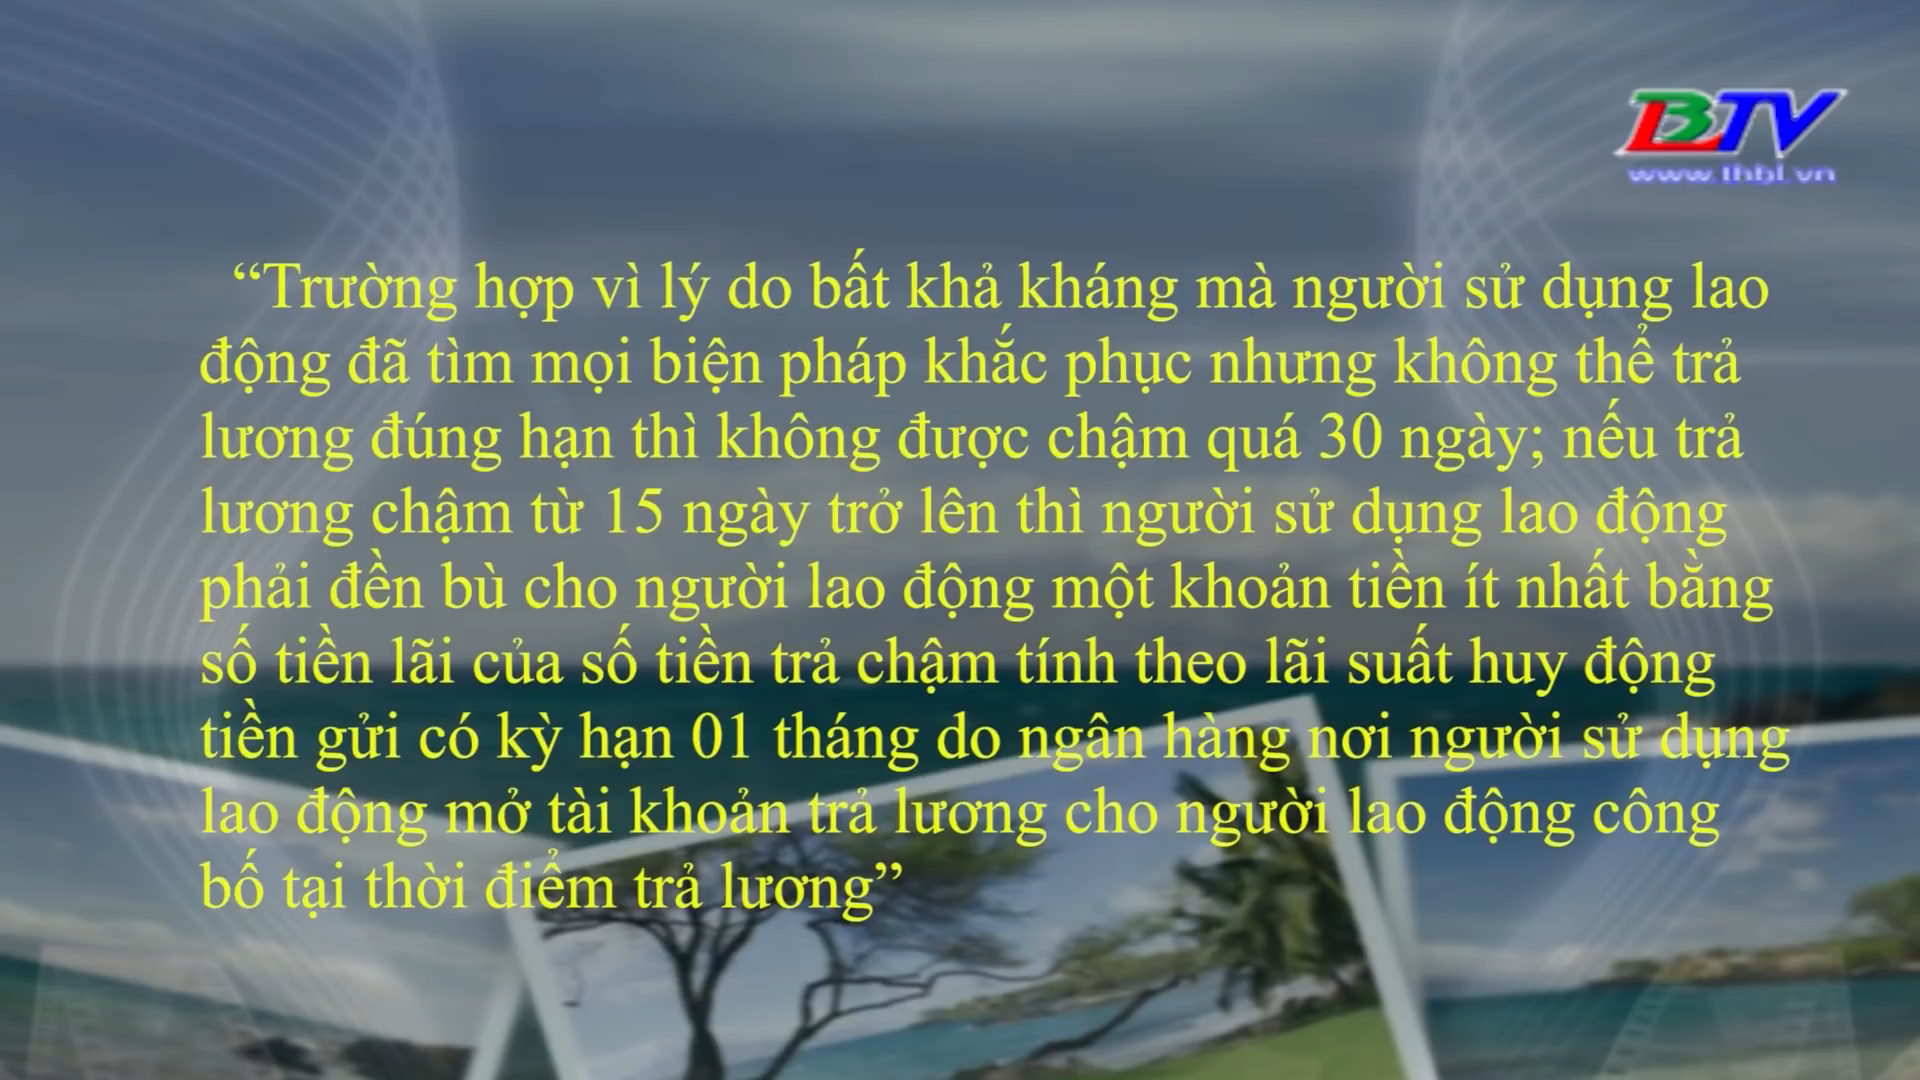 BTV
www.thbl.vn
“Trường hợp vì lý do bất khả kháng mà người sử dụng lao
động đã tìm mọi biện pháp khắc phục nhưng không thể trả
lương đúng hạn thì không được chậm quá 30 ngày; nếu trả
lương chậm từ 15 ngày trở lên thì người sử dụng lao động
phải đền bù cho người lao động một khoản tiền ít nhất bằng
số tiền lãi của số tiền trả chậm tính theo lãi suất huy động
tiền gửi có kỳ hạn 01 tháng do ngân hàng nơi người sử dụng
lao động mở tài khoản trả lương cho người lao động công
bố tại thời điểm trả lương”